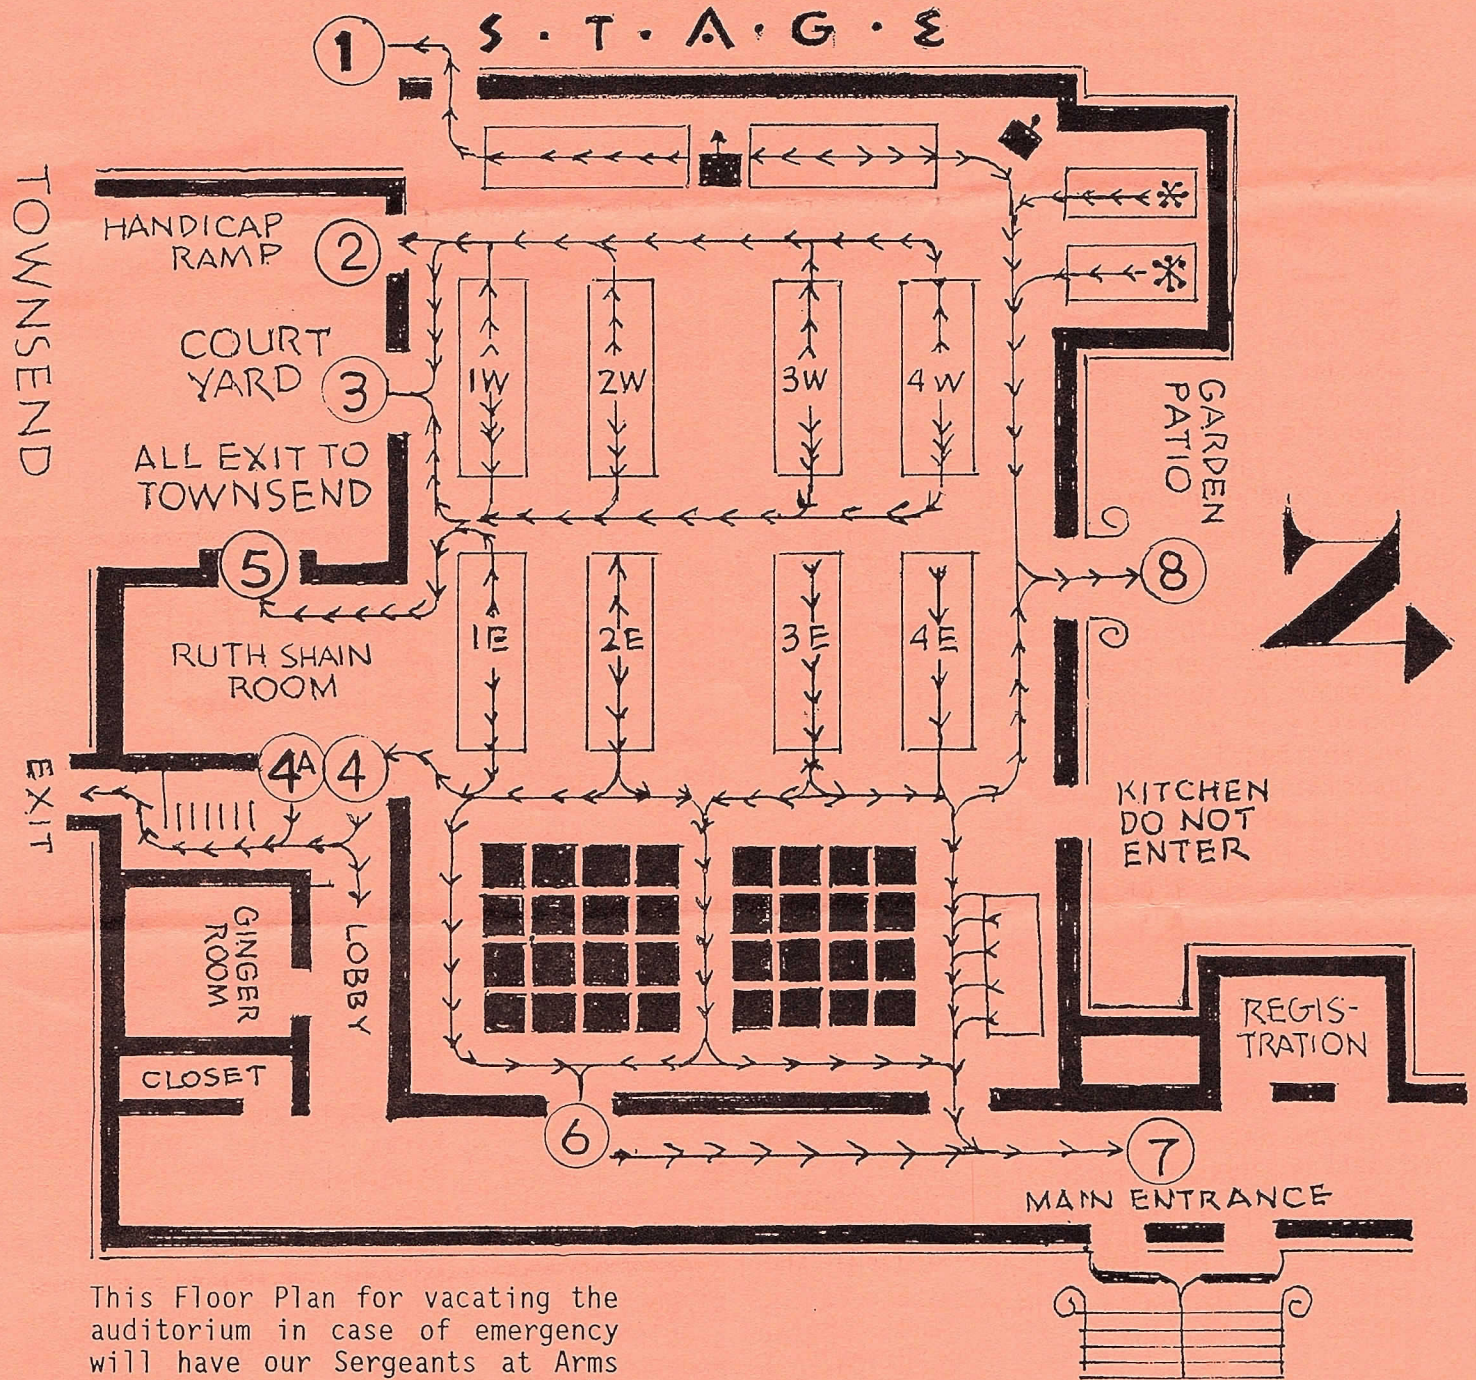 S·T·A·G·E
1
TOWNSEND
HANDICAP
RAMP
2
COURT
YARD
3
1W
2W
3W
4W
GARDEN
PATIO
ALL EXIT TO
TOWNSEND
5
8
N
RUTH SHAIN
ROOM
1E
2E
3E
4E
EXIT
4A
4
KITCHEN
DO NOT
ENTER
GINGER
ROOM
LOBBY
CLOSET
REGIS-
TRATION
6
7
MAIN ENTRANCE
This Floor Plan for vacating the
auditorium in case of emergency
will have our Sergeants at Arms